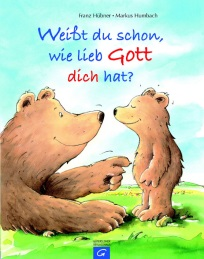 Franz Hübner • Markus Humbach
Weißt du schon,
wie lieb Gott
dich hat?